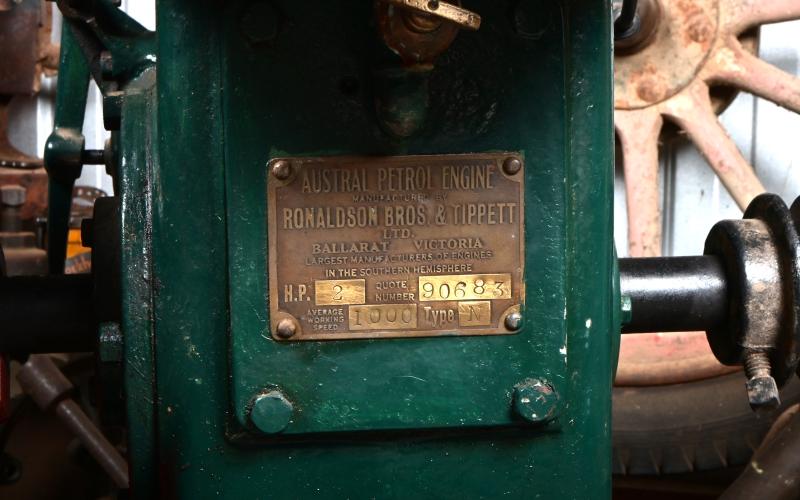 AUSTRAL PETROL ENGINE
MANUFACTURED BY
RONALDSON BROS. & TIPPETT
LTD.
BALLARAT VICTORIA
LARGEST MANUFACTURERS OF ENGINES
IN THE SOUTHERN HEMISPHERE
H.P. 2 QUOTE NUMBER 90683
AVERAGE WORKING SPEED 1000 Type N